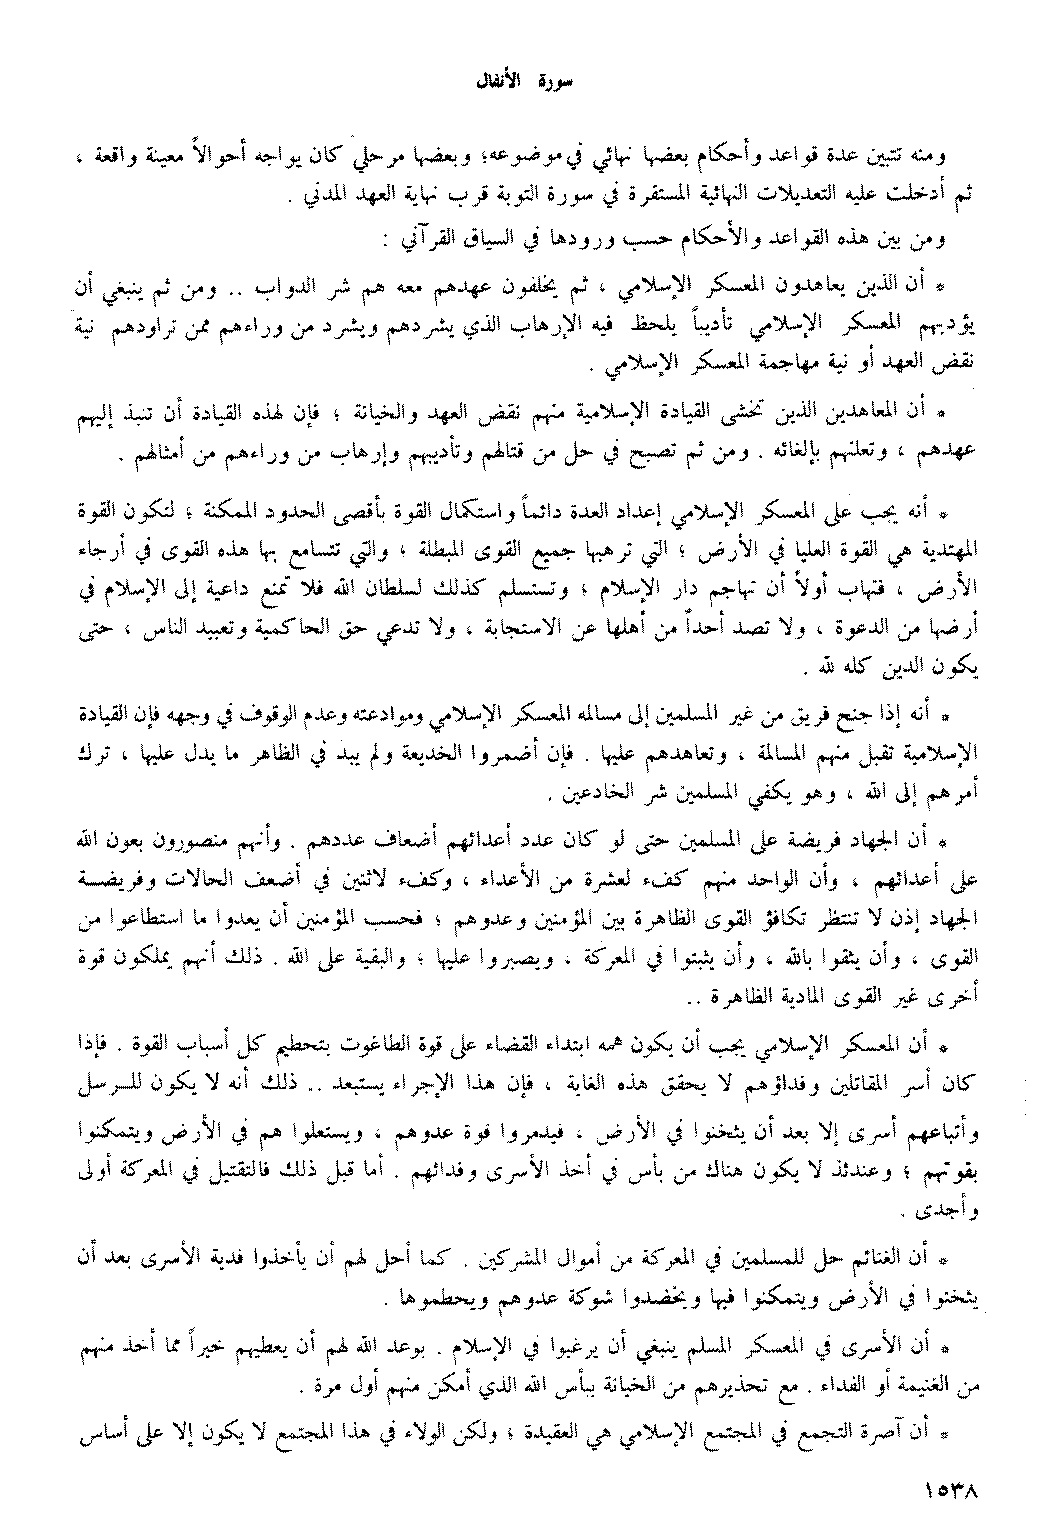 سورة الأنفال
ومنه تتبين عدة قواعد وأحكام بعضها نهائي في موضوعه؛ وبعضها مرحلي كان يواجه أحوالاً معينة واقعة ،
ثم أدخلت عليه التعديلات النهائية المستقرة في سورة التوبة قرب نهاية العهد المدني .
ومن بين هذه القواعد والأحكام حسب ورودها في السياق القرآني :
* أن الذين يعاهدون المعسكر الإسلامي ، ثم يخلفون عهدهم معه هم شر الدواب .. ومن ثم ينبغي أن
يؤديهم المعسكر الإسلامي تأديباً يلحظ فيه الإرهاب الذي يشردهم ويشرد من وراءهم ممن تراودهم نية
نقض العهد أو نية مهاجمة المعسكر الإسلامي .
* أن المعاهدين الذين تخشى القيادة الإسلامية منهم نقض العهد والخيانة ؛ فإن لهذه القيادة أن تنبذ إليهم
عهدهم ، وتعلنهم بإلغائه . ومن ثم تصبح في حل من قتالهم وتأديبهم وإرهاب من وراءهم من أمثالهم .
* أنه يجب على المعسكر الإسلامي إعداد العدة دائماً واستكمال القوة بأقصى الحدود الممكنة ؛ لتكون القوة
المهتدية هي القوة العليا في الأرض ؛ التي ترهبها جميع القوى المبطلة ؛ والتي تتسامع بها هذه القوى في أرجاء
الأرض ، فتهاب أولاً أن تهاجم دار الإسلام ؛ وتستسلم كذلك لسلطان الله فلا تمنع داعية إلى الإسلام في
أرضها من الدعوة ، ولا تصد أحداً من أهلها عن الاستجابة ، ولا تدعي حق الحاكمية وتعبيد الناس ، حتى
يكون الدين كله لله .
* أنه إذا جنح فريق من غير المسلمين إلى مسالمه المعسكر الإسلامي وموادعته وعدم الوقوف في وجهه فإن القيادة
الإسلامية تقبل منهم المسالمة ، وتعاهدهم عليها . فإن أضمروا الخديعة ولم يبد في الظاهر ما يدل عليها ، ترك
أمرهم إلى الله ، وهو يكفي المسلمين شر الخادعين .
* أن الجهاد فريضة على المسلمين حتى لو كان عدد أعدائهم أضعاف عددهم . وأنهم منصورون بعون الله
على أعدائهم ، وأن الواحد منهم كفء لعشرة من الأعداء ، وكفء لاثنين في أضعف الحالات وفريضة
الجهاد إذن لا تنتظر تكافؤ القوى الظاهرة بين المؤمنين وعدوهم ؛ فحسب المؤمنين أن يعدوا ما استطاعوا من
القوى ، وأن يثقوا بالله ، وأن يثبتوا في المعركة ، ويصبروا عليها ؛ والبقية على الله . ذلك أنهم يملكون قوة
أخرى غير القوى المادية الظاهرة ..
* أن المعسكر الإسلامي يجب أن يكون همه ابتداء القضاء على قوة الطاغوت بتحطيم كل أسباب القوة . فإذا
كان أسر المقاتلين وفداؤهم لا يحقق هذه الغاية ، فإن هذا الإجراء يستبعد .. ذلك أنه لا يكون للرسل
وأتباعهم أسرى إلا بعد أن يثخنوا في الأرض ، فيدمروا قوة عدوهم ، ويستعلوا هم في الأرض ويتمكنوا
بقوتهم ؛ وعندئذ لا يكون هناك من بأس في أخذ الأسرى وفدائهم . أما قبل ذلك فالتقتيل في المعركة أولى
وأجدى .
* أن الغنائم حل للمسلمين في المعركة من أموال المشركين . كما أحل لهم أن يأخذوا فدية الأسرى بعد أن
يثخنوا في الأرض ويتمكنوا فيها ويخضدوا شوكة عدوهم ويحطموها .
* أن الأسرى في المعسكر المسلم ينبغي أن يرغبوا في الإسلام . بوعد الله لهم أن يعطيهم خيراً مما أخذ منهم
من الغنيمة أو الفداء . مع تحذيرهم من الخيانة ببأس الله الذي أمكن منهم أول مرة .
* أن آصرة التجمع في المجتمع الإسلامي هي العقيدة ؛ ولكن الولاء في هذا المجتمع لا يكون إلا على أساس
١٥٣٨